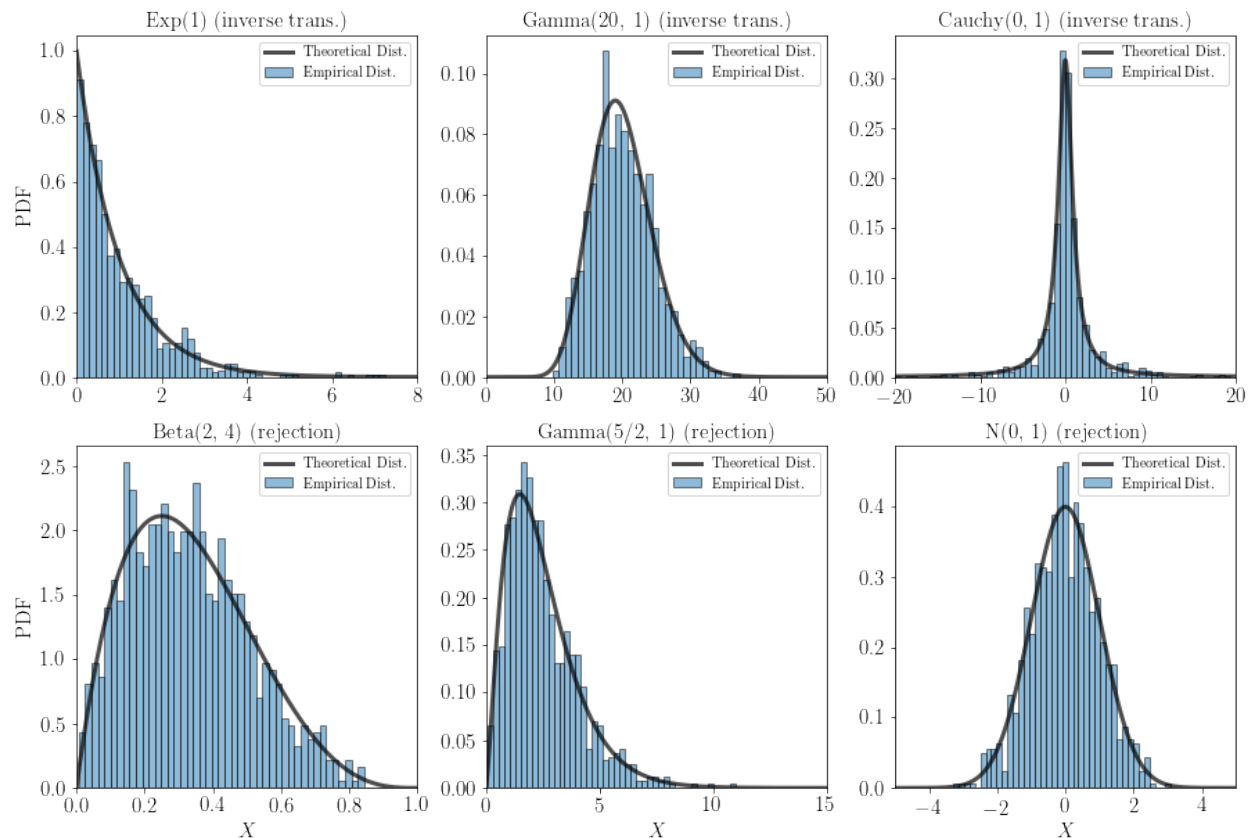 Exp(1) (inverse trans.)
Theoretical Dist.
Empirical Dist.
PDF
1.0
0.8
0.6
0.4
0.2
0.0
0 2 4 6 8
Gamma(20, 1) (inverse trans.)
Theoretical Dist.
Empirical Dist.
0.10
0.08
0.06
0.04
0.02
0.00
0 10 20 30 40 50
Cauchy(0, 1) (inverse trans.)
Theoretical Dist.
Empirical Dist.
0.30
0.25
0.20
0.15
0.10
0.05
0.00
−20 −10 0 10 20
Beta(2, 4) (rejection)
Theoretical Dist.
Empirical Dist.
PDF
2.5
2.0
1.5
1.0
0.5
0.0
0.0 0.2 0.4 0.6 0.8 1.0
X
Gamma(5/2, 1) (rejection)
Theoretical Dist.
Empirical Dist.
0.35
0.30
0.25
0.20
0.15
0.10
0.05
0.00
0 5 10 15
X
N(0, 1) (rejection)
Theoretical Dist.
Empirical Dist.
0.4
0.3
0.2
0.1
0.0
−4 −2 0 2 4
X